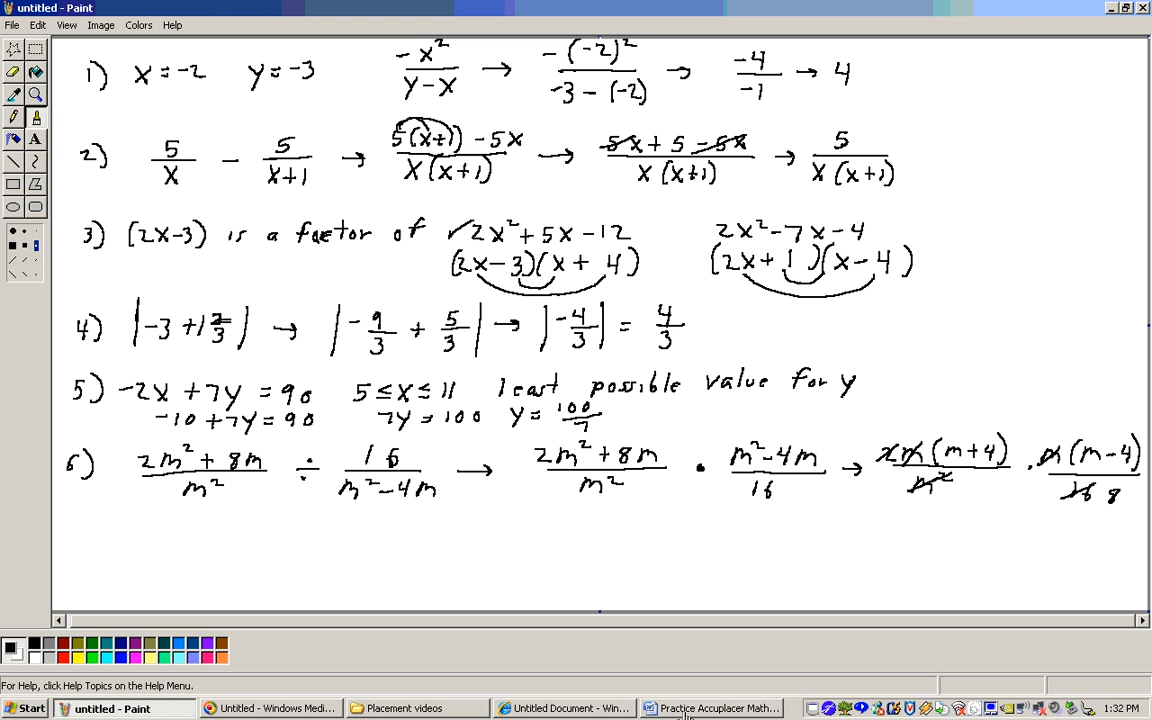 untitled - Paint
File Edit View Image Colors Help
1) x = -2 y = -3 -x²/(y-x) → -(-2)²/(-3-(-2)) → -4/-1 → 4
2) 5/x - 5/(x+1) → (5(x+1) - 5x)/(x(x+1)) → (5x + 5 - 5x)/(x(x+1)) → 5/(x(x+1))
3) (2x-3) is a factor of ✓2x² + 5x - 12 2x² - 7x - 4
(2x - 3)(x + 4) (2x + 1)(x - 4)
4) |-3 + 1 2/3| → |-9/3 + 5/3| → |-4/3| = 4/3
5) -2x + 7y = 90 5 ≤ x ≤ 11 least possible value for y
-10 + 7y = 90 7y = 100 y = 100/7
6) (2m² + 8m)/m² ÷ 16/(m² - 4m) → (2m² + 8m)/m² · (m² - 4m)/16 → 2m(m+4)/m² · m(m-4)/16 8
For Help, click Help Topics on the Help Menu.
Start untitled - Paint Untitled - Windows Medi... Placement videos Untitled Document - Win... Practice Accuplacer Math... 1:32 PM